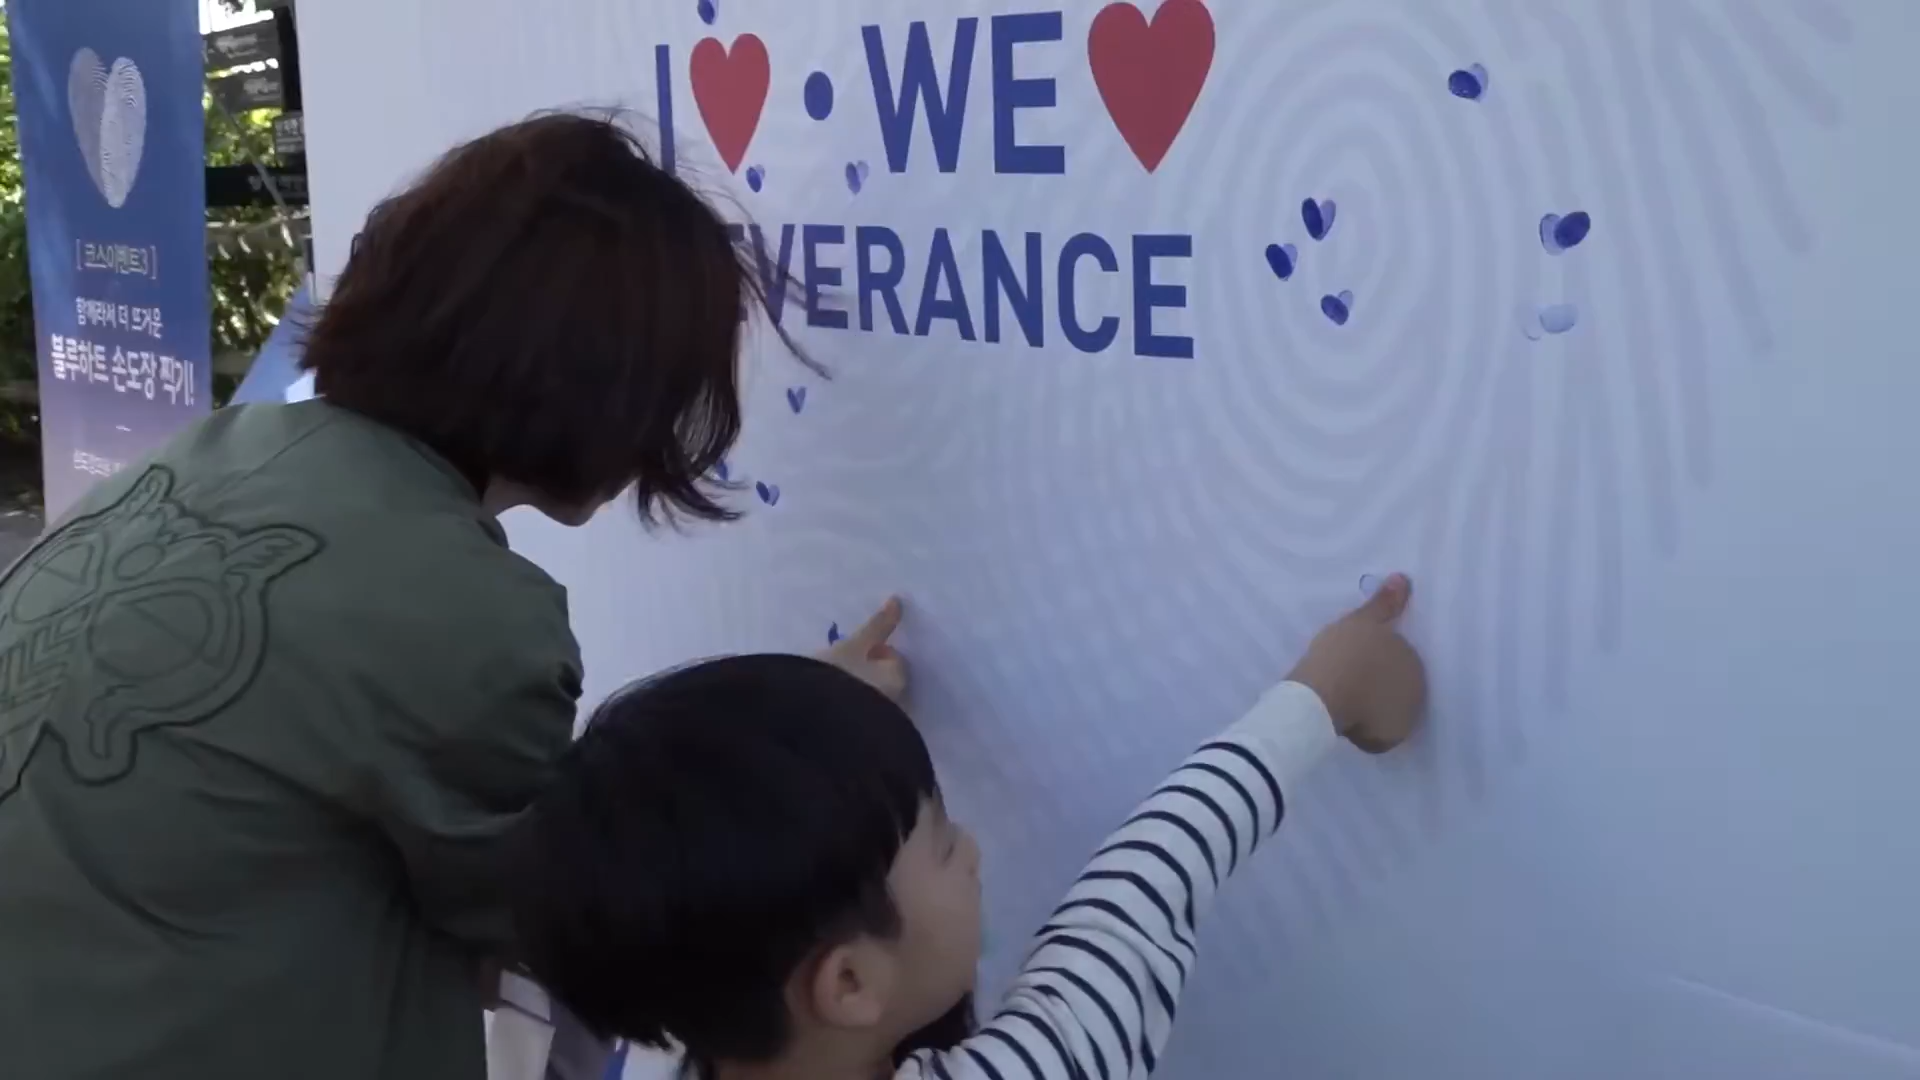 I ❤ • WE ❤
EVERANCE
[ 코스이벤트3 ]
함께라서 더 뜨거운
블루하트 손도장 찍기!